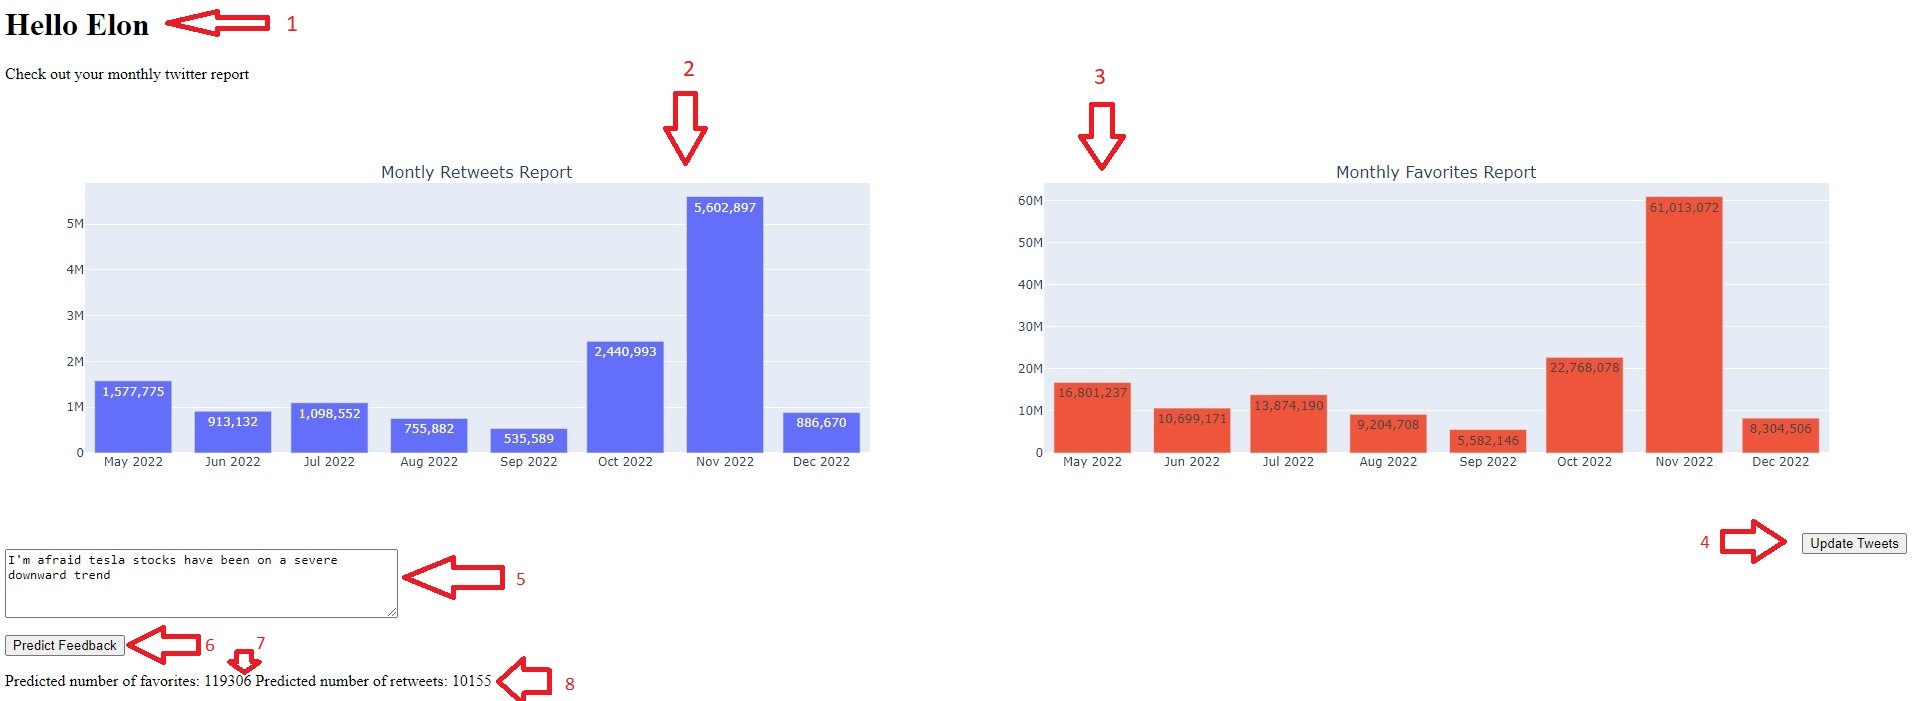 Hello Elon
1
Check out your monthly twitter report
2
3
Montly Retweets Report
5M
4M
3M
2M
1M
0
1,577,775
913,132
1,098,552
755,882
535,589
2,440,993
5,602,897
886,670
May 2022 Jun 2022 Jul 2022 Aug 2022 Sep 2022 Oct 2022 Nov 2022 Dec 2022
Monthly Favorites Report
60M
50M
40M
30M
20M
10M
0
16,801,237
10,699,171
13,874,190
9,204,708
5,582,146
22,768,078
61,013,072
8,304,506
May 2022 Jun 2022 Jul 2022 Aug 2022 Sep 2022 Oct 2022 Nov 2022 Dec 2022
4
Update Tweets
I'm afraid tesla stocks have been on a severe
downward trend
5
Predict Feedback
6
7
Predicted number of favorites: 119306 Predicted number of retweets: 10155
8